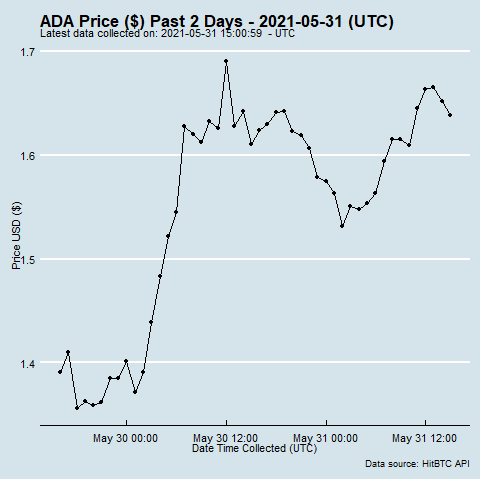 ADA Price ($) Past 2 Days - 2021-05-31 (UTC)
Latest data collected on: 2021-05-31 15:00:59 - UTC
1.7
1.6
1.5
1.4
Price USD ($)
May 30 00:00 May 30 12:00 May 31 00:00 May 31 12:00
Date Time Collected (UTC)
Data source: HitBTC API